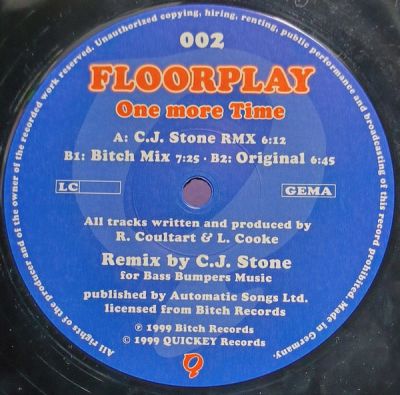 All rights of the producer and of the owner of the recorded work reserved. Unauthorized copying, hiring, renting, public performance and broadcasting of this record prohibited. Made in Germany.
002
FLOORPLAY
One more Time
A: C.J. Stone RMX 6:12
B1: Bitch Mix 7:25 · B2: Original 6:45
LC
GEMA
All tracks written and produced by
R. Coultart & L. Cooke
Remix by C.J. Stone
for Bass Bumpers Music
published by Automatic Songs Ltd.
licensed from Bitch Records
℗ 1999 Bitch Records
© 1999 QUICKEY Records